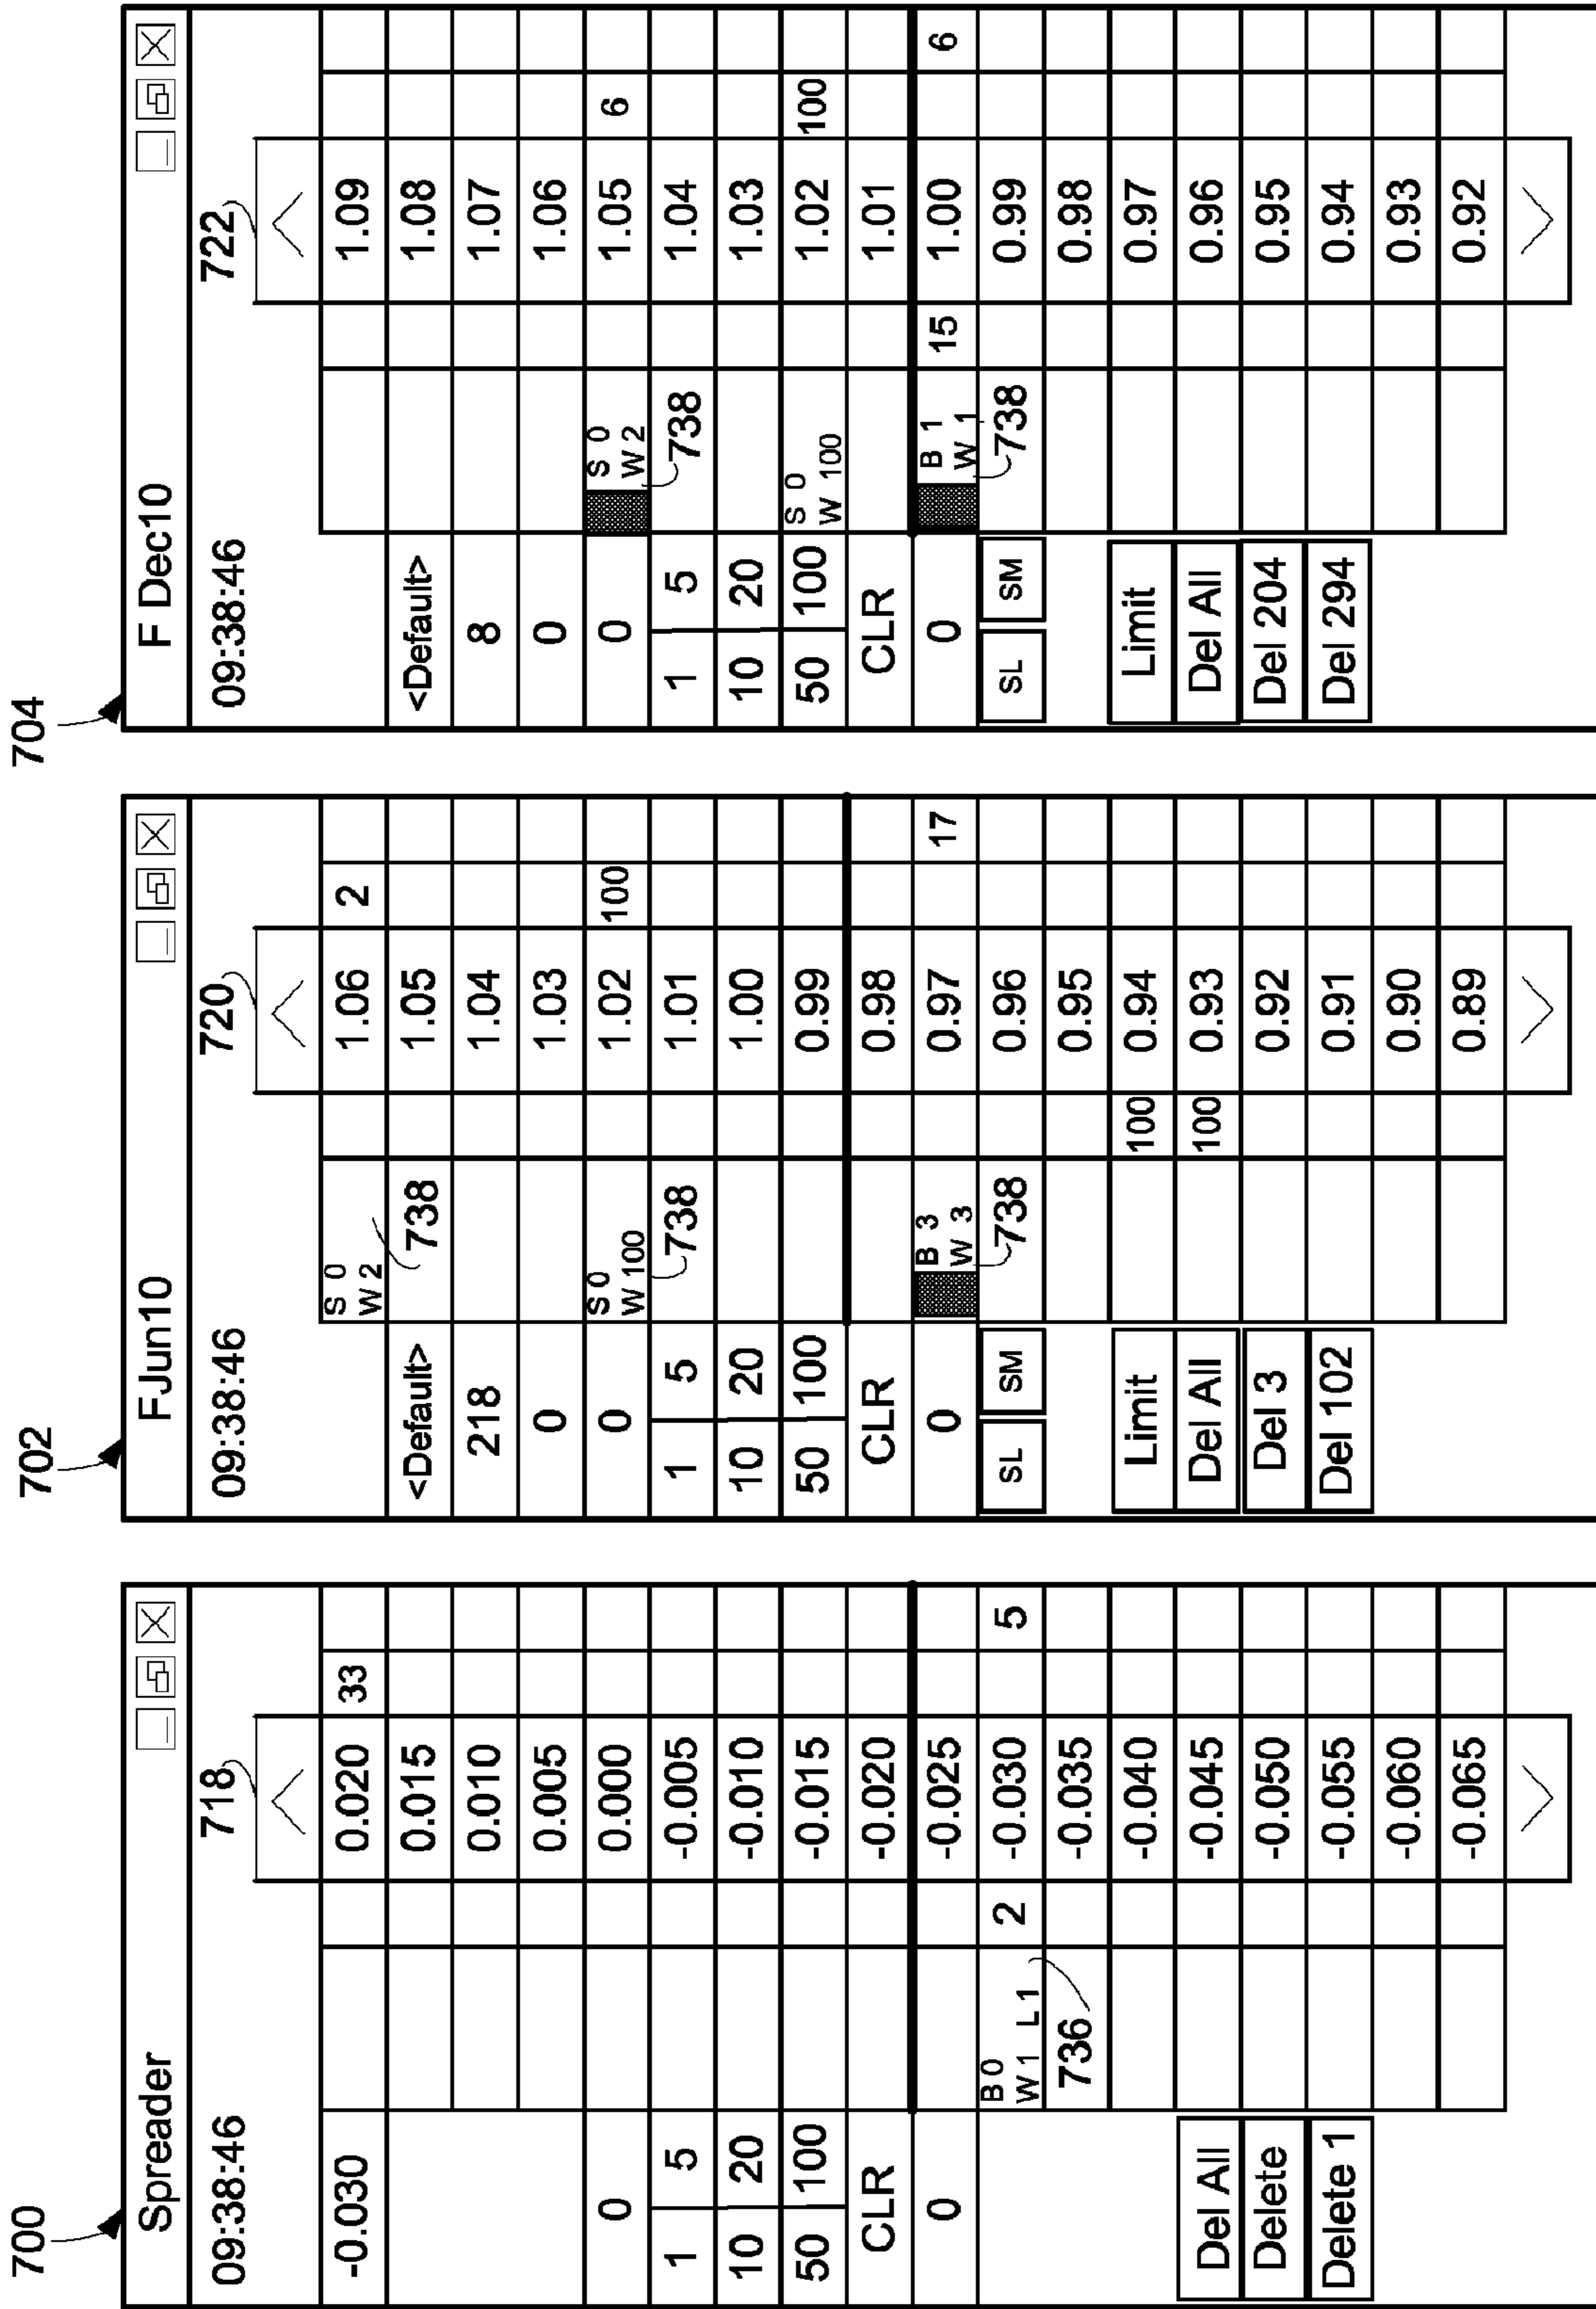 700
Spreader
09:38:46
718
-0.030 0.020 33
0.015
0.010
0.005
0 0.000
1 5 -0.005
10 20 -0.010
50 100 -0.015
CLR -0.020
0 -0.025
B 0
W 1 L 1 2 -0.030 5
736 -0.035
-0.040
Del All -0.045
Delete -0.050
Delete 1 -0.055
-0.060
-0.065
702
FJun10
09:38:46
720
S 0
W 2 1.06 2
<Default> 738 1.05
218 1.04
0 1.03
0 S 0
W 100 1.02 100
1 5 738 1.01
10 20 1.00
50 100 0.99
CLR 0.98
0 B 3
W 3 0.97 17
SL SM 738 0.96
0.95
Limit 100 0.94
Del All 100 0.93
Del 3 0.92
Del 102 0.91
0.90
0.89
704
F Dec10
09:38:46
722
1.09
<Default> 1.08
8 1.07
0 1.06
0 S 0
W 2 1.05 6
1 5 738 1.04
10 20 1.03
50 100 S 0
W 100 1.02 100
CLR 1.01
0 B 1
W 1 15 1.00 6
SL SM 738 0.99
0.98
Limit 0.97
Del All 0.96
Del 204 0.95
Del 294 0.94
0.93
0.92